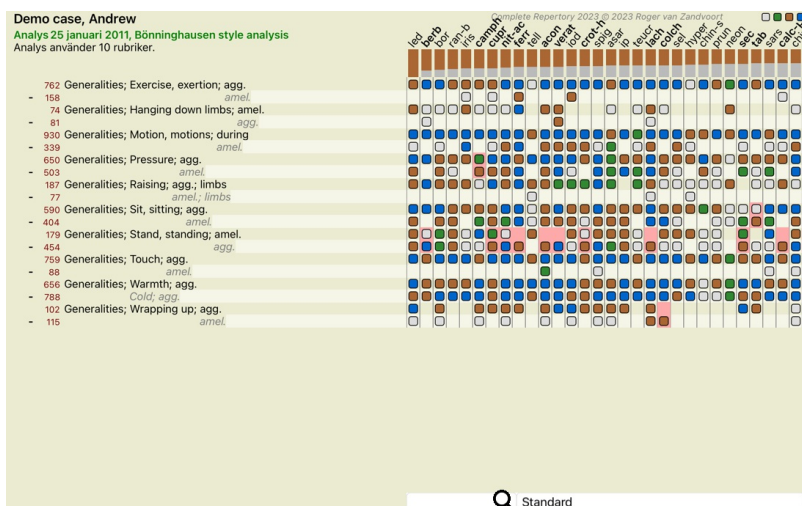 Demo case, Andrew
Complete Repertory 2023 © 2023 Roger van Zandvoort
Analys 25 januari 2011, Bönninghausen style analysis
Analys använder 10 rubriker.
led berb bor ran-b iris camph cupr nit-ac ferr tell acon verat iod crot-h spig asar ip teucr lach colch sel hyper chin-s prun neon sec tab sars
762 Generalities; Exercise, exertion; agg.
- 158 amel.
74 Generalities; Hanging down limbs; amel.
- 81 agg.
930 Generalities; Motion, motions; during
- 339 amel.
650 Generalities; Pressure; agg.
- 503 amel.
187 Generalities; Raising; agg.; limbs
- 77 amel.; limbs
590 Generalities; Sit, sitting; agg.
- 404 amel.
179 Generalities; Stand, standing; amel.
- 454 agg.
759 Generalities; Touch; agg.
- 88 amel.
656 Generalities; Warmth; agg.
- 788 Cold; agg.
102 Generalities; Wrapping up; agg.
- 115 amel.
Standard